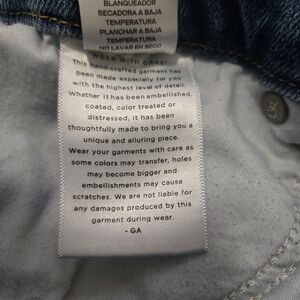 BLANQUEADOR
SECADORA A BAJA
TEMPERATURA
PLANCHAR A BAJA
TEMPERATURA
NO LAVAR EN SECO
WEAR WITH CARE!
This hand-crafted garment has
been made especially for you
with the highest level of detail.
Whether it has been embellished,
coated, color treated or
distressed, it has been
thoughtfully made to bring you a
unique and alluring piece.
Wear your garments with care as
some colors may transfer, holes
may become bigger and
embellishments may cause
scratches. We are not liable for
any damages produced by this
garment during wear.
- GA